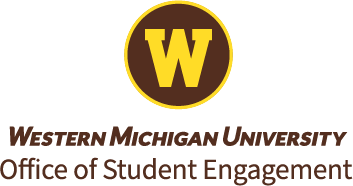 W
WESTERN MICHIGAN UNIVERSITY
Office of Student Engagement